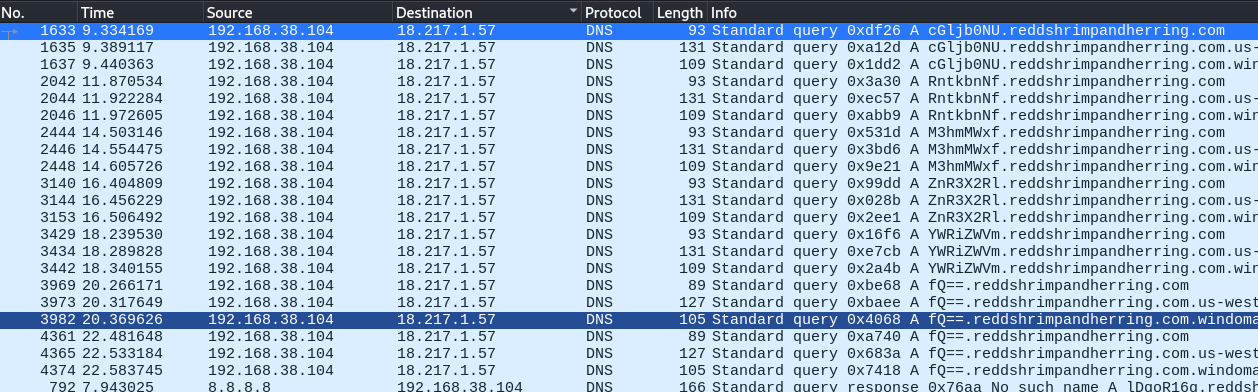 No. Time Source Destination Protocol Length Info
1633 9.334169 192.168.38.104 18.217.1.57 DNS 93 Standard query 0xdf26 A cGljb0NU.reddshrimpandherring.com
1635 9.389117 192.168.38.104 18.217.1.57 DNS 131 Standard query 0xa12d A cGljb0NU.reddshrimpandherring.com.us-
1637 9.440363 192.168.38.104 18.217.1.57 DNS 109 Standard query 0x1dd2 A cGljb0NU.reddshrimpandherring.com.win
2042 11.870534 192.168.38.104 18.217.1.57 DNS 93 Standard query 0x3a30 A RntkbnNf.reddshrimpandherring.com
2044 11.922284 192.168.38.104 18.217.1.57 DNS 131 Standard query 0xec57 A RntkbnNf.reddshrimpandherring.com.us-
2046 11.972605 192.168.38.104 18.217.1.57 DNS 109 Standard query 0xabb9 A RntkbnNf.reddshrimpandherring.com.win
2444 14.503146 192.168.38.104 18.217.1.57 DNS 93 Standard query 0x531d A M3hmMWxf.reddshrimpandherring.com
2446 14.554475 192.168.38.104 18.217.1.57 DNS 131 Standard query 0x3bd6 A M3hmMWxf.reddshrimpandherring.com.us-
2448 14.605726 192.168.38.104 18.217.1.57 DNS 109 Standard query 0x9e21 A M3hmMWxf.reddshrimpandherring.com.win
3140 16.404809 192.168.38.104 18.217.1.57 DNS 93 Standard query 0x99dd A ZnR3X2Rl.reddshrimpandherring.com
3144 16.456229 192.168.38.104 18.217.1.57 DNS 131 Standard query 0x028b A ZnR3X2Rl.reddshrimpandherring.com.us-
3153 16.506492 192.168.38.104 18.217.1.57 DNS 109 Standard query 0x2ee1 A ZnR3X2Rl.reddshrimpandherring.com.win
3429 18.239530 192.168.38.104 18.217.1.57 DNS 93 Standard query 0x16f6 A YWRiZWVm.reddshrimpandherring.com
3434 18.289828 192.168.38.104 18.217.1.57 DNS 131 Standard query 0xe7cb A YWRiZWVm.reddshrimpandherring.com.us-
3442 18.340155 192.168.38.104 18.217.1.57 DNS 109 Standard query 0x2a4b A YWRiZWVm.reddshrimpandherring.com.win
3969 20.266171 192.168.38.104 18.217.1.57 DNS 89 Standard query 0xbe68 A fQ==.reddshrimpandherring.com
3973 20.317649 192.168.38.104 18.217.1.57 DNS 127 Standard query 0xbaee A fQ==.reddshrimpandherring.com.us-west
3982 20.369626 192.168.38.104 18.217.1.57 DNS 105 Standard query 0x4068 A fQ==.reddshrimpandherring.com.windoma
4361 22.481648 192.168.38.104 18.217.1.57 DNS 89 Standard query 0xa740 A fQ==.reddshrimpandherring.com
4365 22.533184 192.168.38.104 18.217.1.57 DNS 127 Standard query 0x683a A fQ==.reddshrimpandherring.com.us-west
4374 22.583745 192.168.38.104 18.217.1.57 DNS 105 Standard query 0x7418 A fQ==.reddshrimpandherring.com.windoma
792 7.943025 8.8.8.8 192.168.38.104 DNS 166 Standard query response 0x76aa No such name A